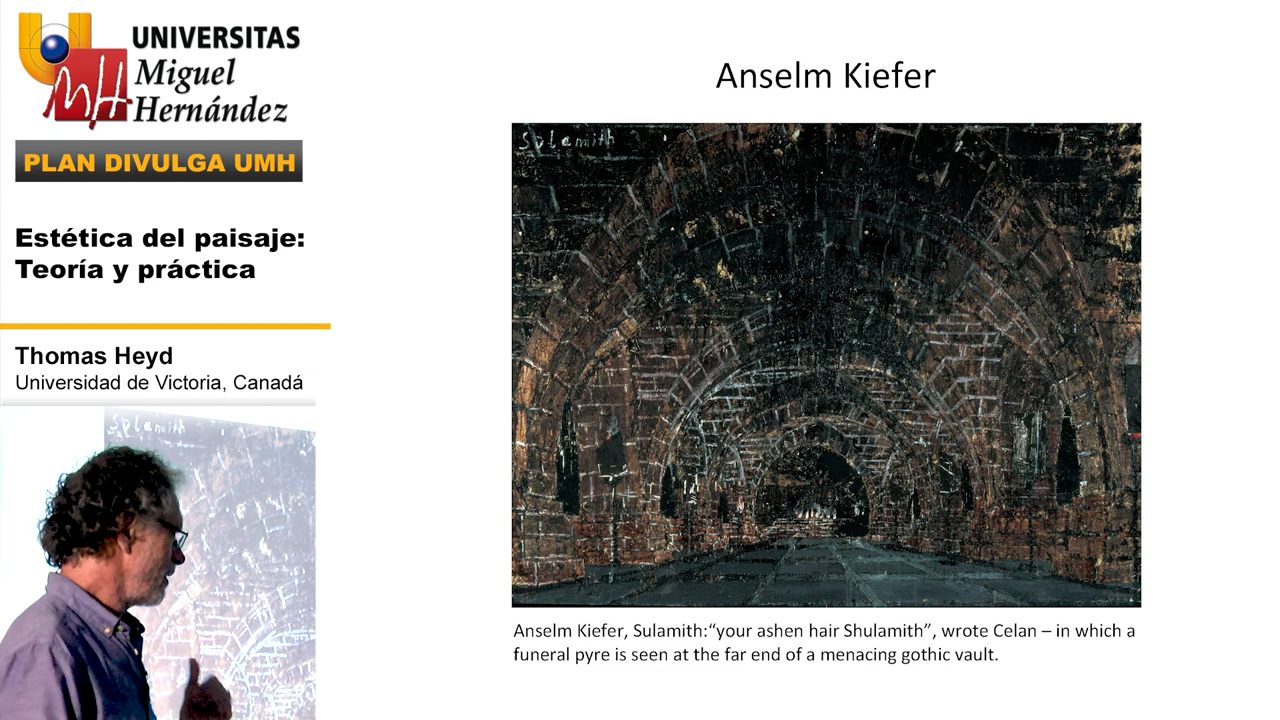 UNIVERSITAS
Miguel
Hernández
PLAN DIVULGA UMH
Estética del paisaje:
Teoría y práctica
Thomas Heyd
Universidad de Victoria, Canadá
Anselm Kiefer
Sulamith
Anselm Kiefer, Sulamith:“your ashen hair Shulamith”, wrote Celan – in which a
funeral pyre is seen at the far end of a menacing gothic vault.
Sulamith